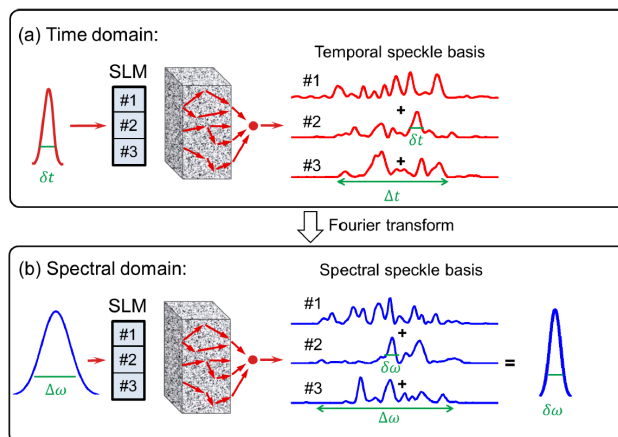 (a) Time domain:
Temporal speckle basis
SLM
#1
#2
#3
δt
#1
+
#2
δt
+
#3
Δt
Fourier transform
(b) Spectral domain:
Spectral speckle basis
SLM
#1
#2
#3
Δω
#1
+
#2
δω
=
+
#3
Δω
δω